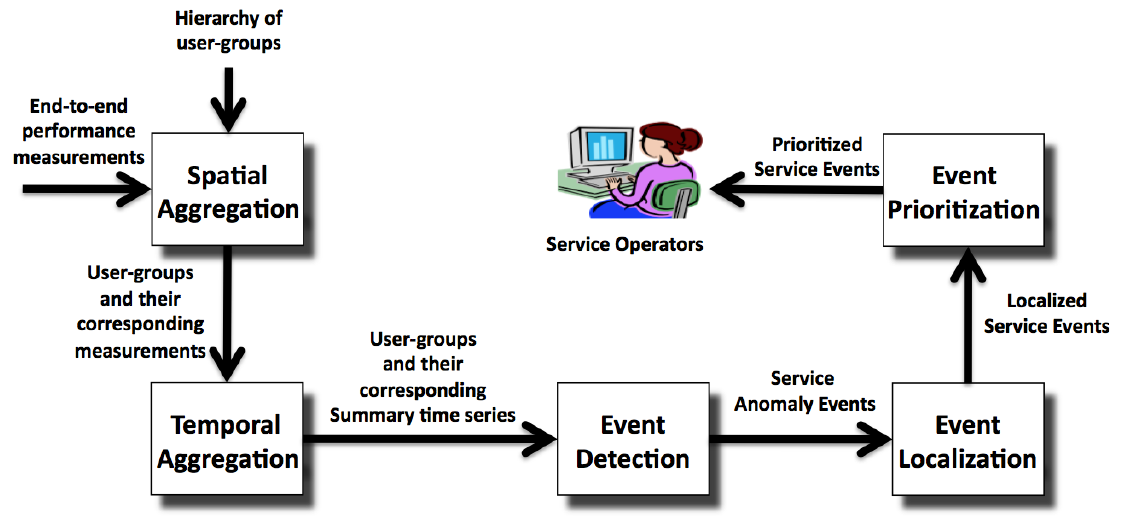 Hierarchy of
user-groups
End-to-end
performance
measurements
Spatial
Aggregation
User-groups
and their
corresponding
measurements
Temporal
Aggregation
User-groups
and their
corresponding
Summary time series
Event
Detection
Service
Anomaly Events
Event
Localization
Localized
Service Events
Event
Prioritization
Prioritized
Service Events
Service Operators